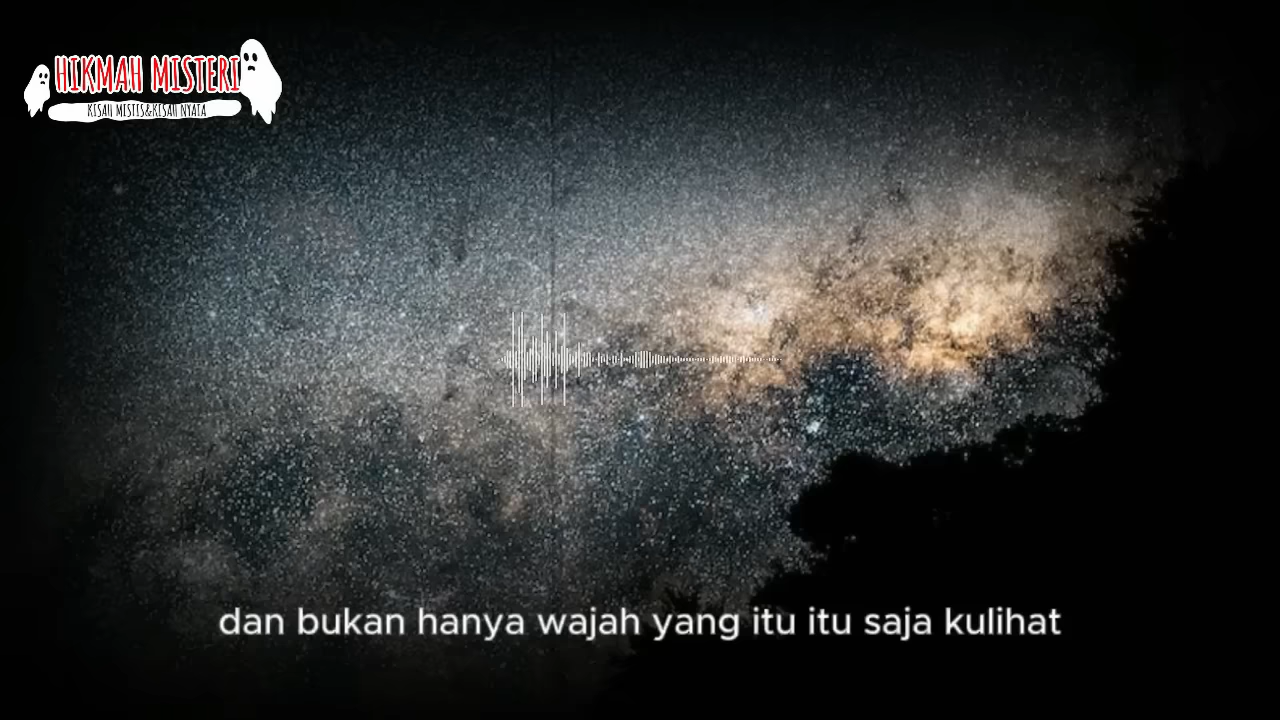 HIKMAH MISTERI
KISAH MISTIS&KISAH NYATA
dan bukan hanya wajah yang itu itu saja kulihat